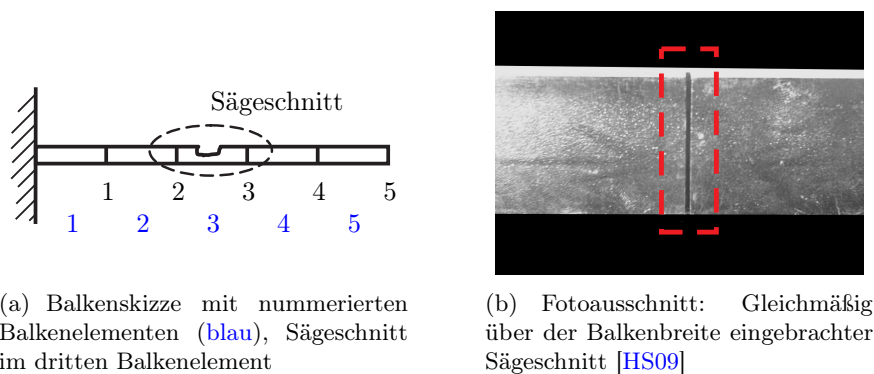 Sägeschnitt
1 2 3 4 5
1 2 3 4 5
(a) Balkenskizze mit nummerierten
Balkenelementen (blau), Sägeschnitt
im dritten Balkenelement
(b) Fotoausschnitt: Gleichmäßig
über der Balkenbreite eingebrachter
Sägeschnitt [HS09]